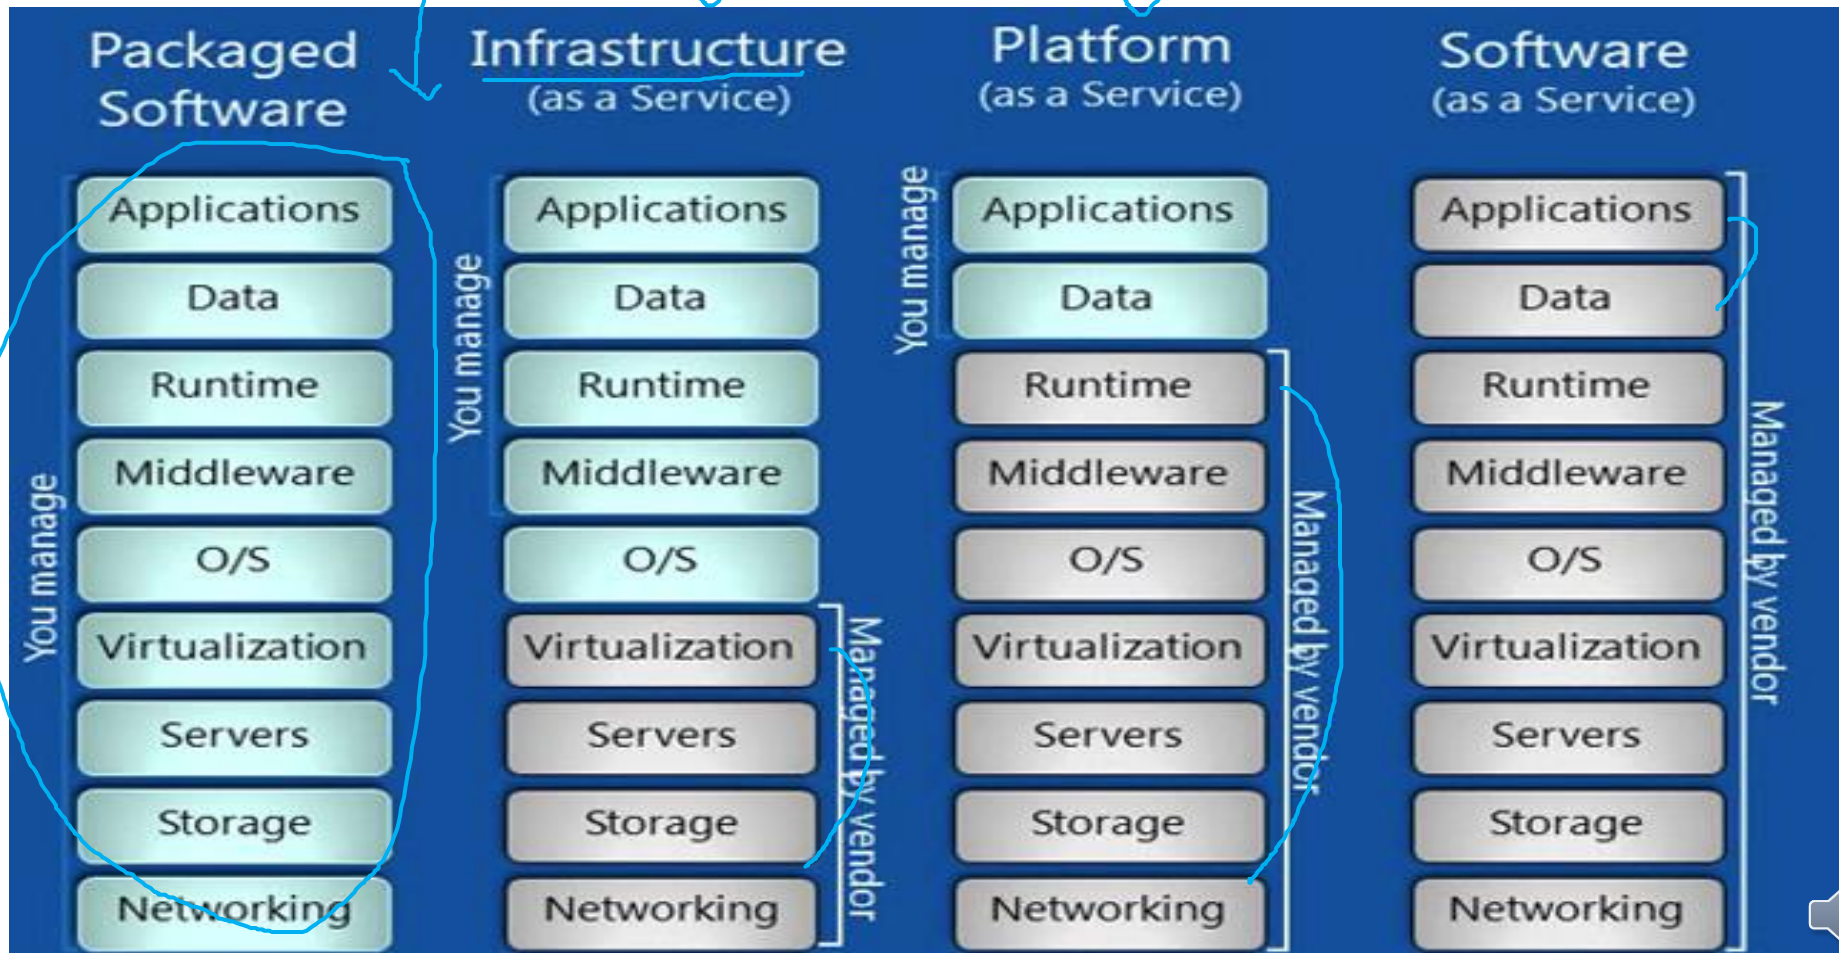 Packaged
Software
You manage
Applications
Data
Runtime
Middleware
O/S
Virtualization
Servers
Storage
Networking
Infrastructure
(as a Service)
You manage
Applications
Data
Runtime
Middleware
O/S
Virtualization
Servers
Storage
Networking
Managed by vendor
Platform
(as a Service)
You manage
Applications
Data
Runtime
Middleware
O/S
Virtualization
Servers
Storage
Networking
Managed by vendor
Software
(as a Service)
Applications
Data
Runtime
Middleware
O/S
Virtualization
Servers
Storage
Networking
Managed by vendor